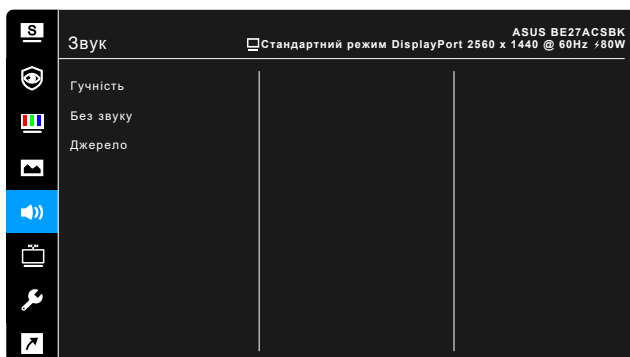 S
ASUS BE27ACSBK
Звук
Стандартний режим DisplayPort 2560 x 1440 @ 60Hz ⚡80W
Гучність
Без звуку
Джерело